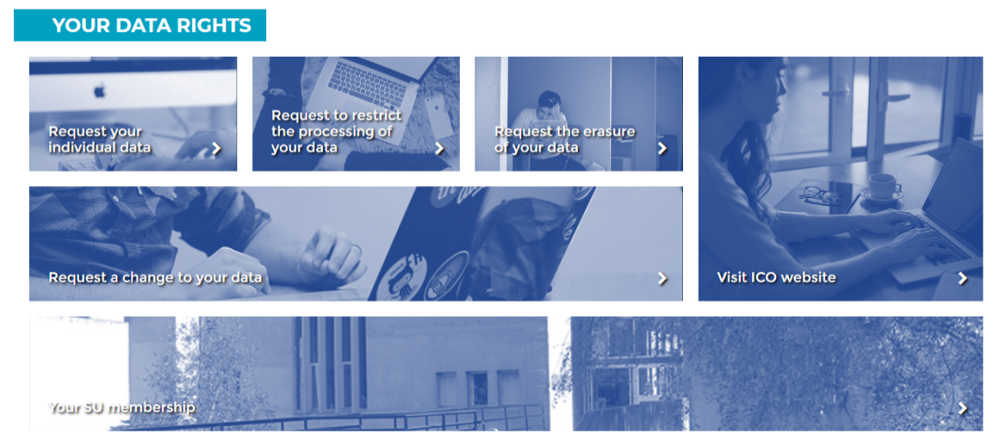 YOUR DATA RIGHTS
Request your
individual data
Request to restrict
the processing of
your data
Request the erasure
of your data
Request a change to your data
Visit ICO website
Your SU membership